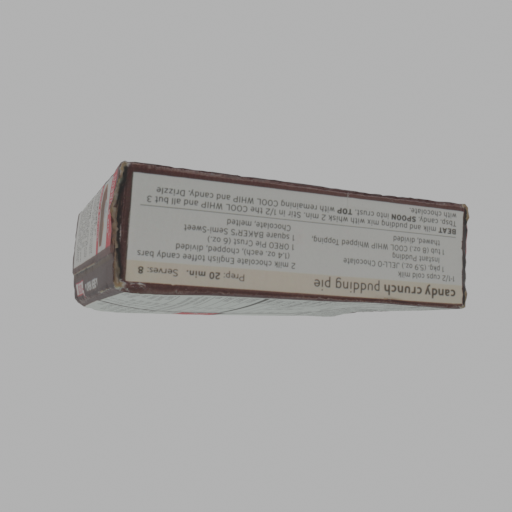 candy crunch pudding pie
Prep: 20 min. Serves: 8
1-1/2 cups cold milk
1 pkg. (5.9 oz.) JELL-O Chocolate
Instant Pudding
1 tub (8 oz.) COOL WHIP Whipped Topping,
thawed, divided
2 milk chocolate English toffee candy bars
(1.4 oz. each), chopped, divided
1 OREO Pie Crust (6 oz.)
1 square BAKER'S Semi-Sweet
Chocolate, melted
BEAT milk and pudding mix with whisk 2 min. Stir in 1/2 the COOL WHIP and all but 3
Tbsp. candy. SPOON into crust. TOP with remaining COOL WHIP and candy. Drizzle
with chocolate.